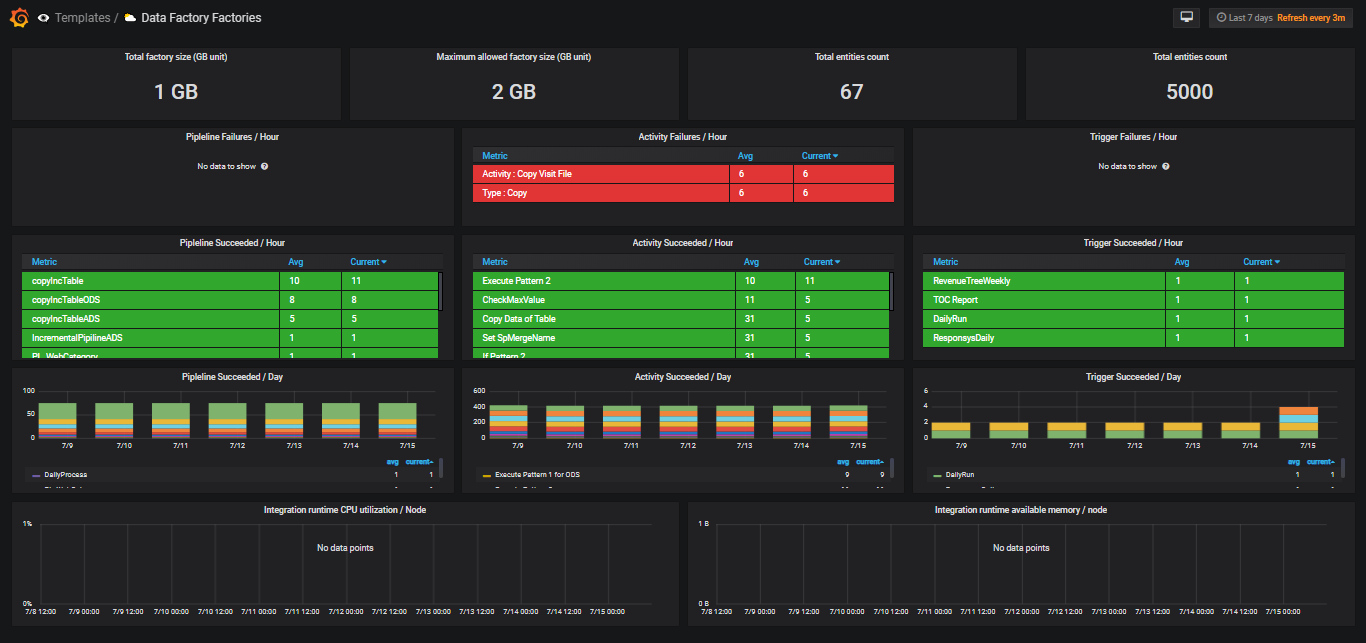 Templates / Data Factory Factories
Last 7 days Refresh every 3m
Total factory size (GB unit)
1 GB
Maximum allowed factory size (GB unit)
2 GB
Total entities count
67
Total entities count
5000
Pipleline Failures / Hour
No data to show
Activity Failures / Hour
Metric Avg Current
Activity : Copy Visit File 6 6
Type : Copy 6 6
Trigger Failures / Hour
No data to show
Pipleline Succeeded / Hour
Metric Avg Current
copyIncTable 10 11
copyIncTableODS 8 8
copyIncTableADS 5 5
IncrementalPipilineADS 1 1
PL_WebCategory 1 1
Activity Succeeded / Hour
Metric Avg Current
Execute Pattern 2 10 11
CheckMaxValue 11 5
Copy Data of Table 31 5
Set SpMergeName 31 5
If Pattern 2 31 5
Trigger Succeeded / Hour
Metric Avg Current
RevenueTreeWeekly 1 1
TOC Report 1 1
DailyRun 1 1
ResponsysDaily 1 1
Pipleline Succeeded / Day
100
50
0
7/9 7/10 7/11 7/12 7/13 7/14 7/15
avg current
DailyProcess 1 1
Activity Succeeded / Day
600
400
200
0
7/9 7/10 7/11 7/12 7/13 7/14 7/15
avg current
Execute Pattern 1 for ODS 9 9
Trigger Succeeded / Day
6
4
2
0
7/9 7/10 7/11 7/12 7/13 7/14 7/15
avg current
DailyRun 1 1
Integration runtime CPU utilization / Node
1%
No data points
0%
7/8 12:00 7/9 00:00 7/9 12:00 7/10 00:00 7/10 12:00 7/11 00:00 7/11 12:00 7/12 00:00 7/12 12:00 7/13 00:00 7/13 12:00 7/14 00:00 7/14 12:00 7/15 00:00
Integration runtime available memory / node
1 B
No data points
0 B
7/8 12:00 7/9 00:00 7/9 12:00 7/10 00:00 7/10 12:00 7/11 00:00 7/11 12:00 7/12 00:00 7/12 12:00 7/13 00:00 7/13 12:00 7/14 00:00 7/14 12:00 7/15 00:00